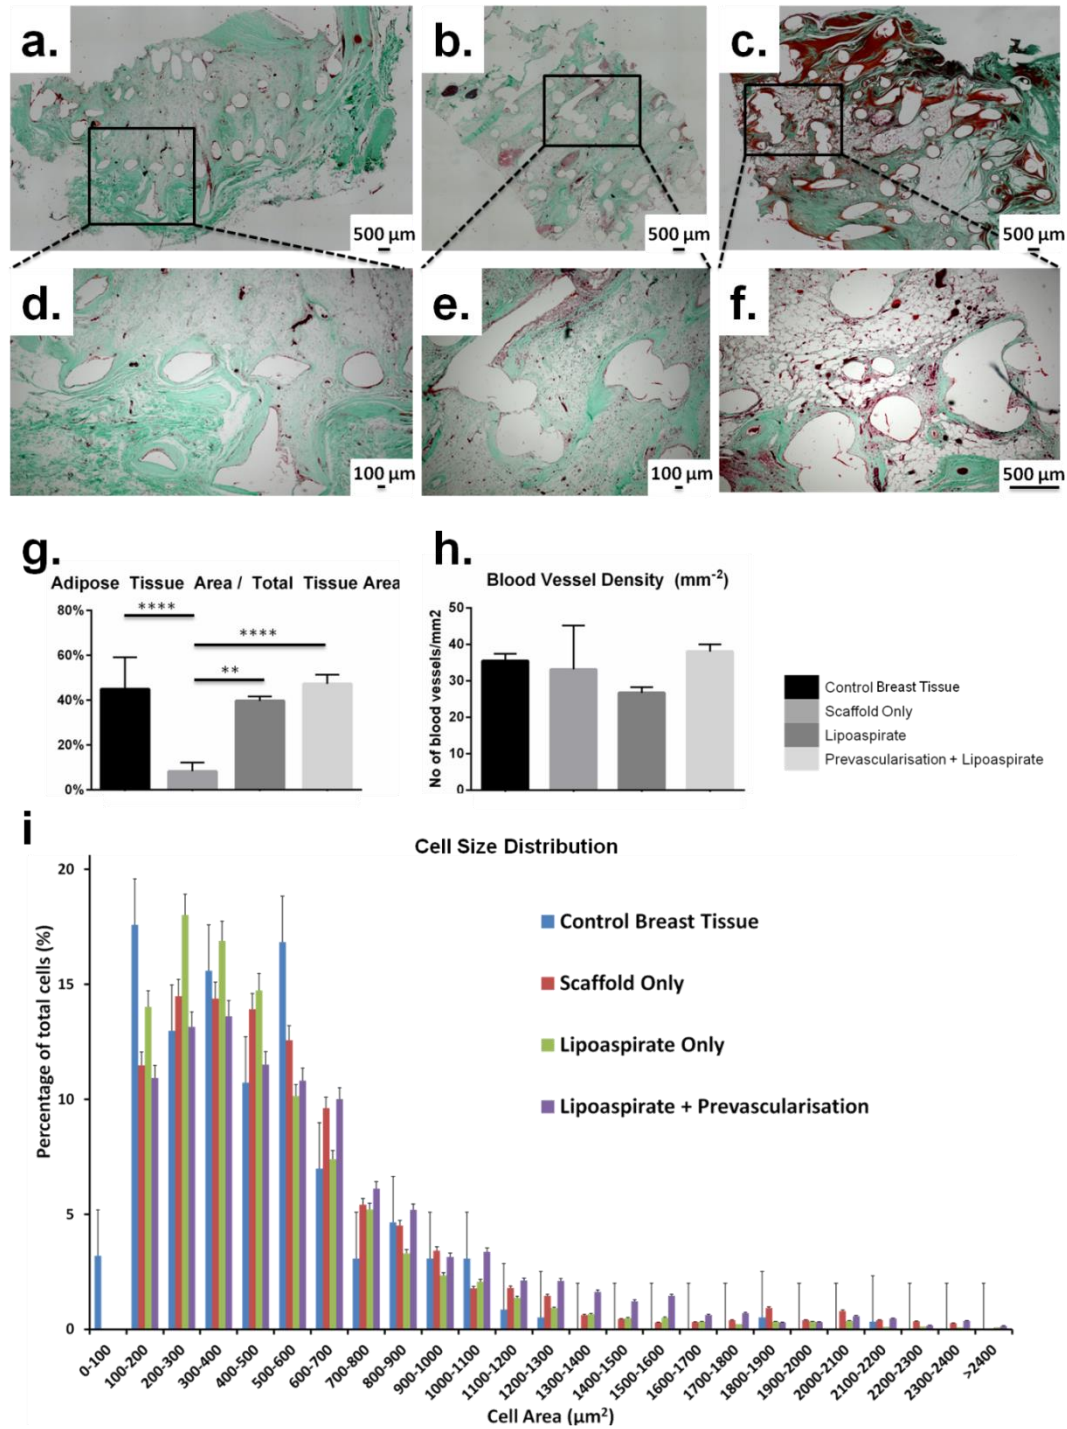 a.
b.
c.
500 µm
500 µm
500 µm
d.
e.
f.
100 µm
100 µm
500 µm
g.
h.
Adipose Tissue Area / Total Tissue Area
80%
60%
40%
20%
0%
****
****
**
Blood Vessel Density (mm⁻²)
No of blood vessels/mm2
50
40
30
20
10
0
Control Breast Tissue
Scaffold Only
Lipoaspirate
Prevascularisation + Lipoaspirate
i
Cell Size Distribution
Percentage of total cells (%)
20
15
10
5
0
Control Breast Tissue
Scaffold Only
Lipoaspirate Only
Lipoaspirate + Prevascularisation
0-100
100-200
200-300
300-400
400-500
500-600
600-700
700-800
800-900
900-1000
1000-1100
1100-1200
1200-1300
1300-1400
1400-1500
1500-1600
1600-1700
1700-1800
1800-1900
1900-2000
2000-2100
2100-2200
2200-2300
2300-2400
>2400
Cell Area (µm²)